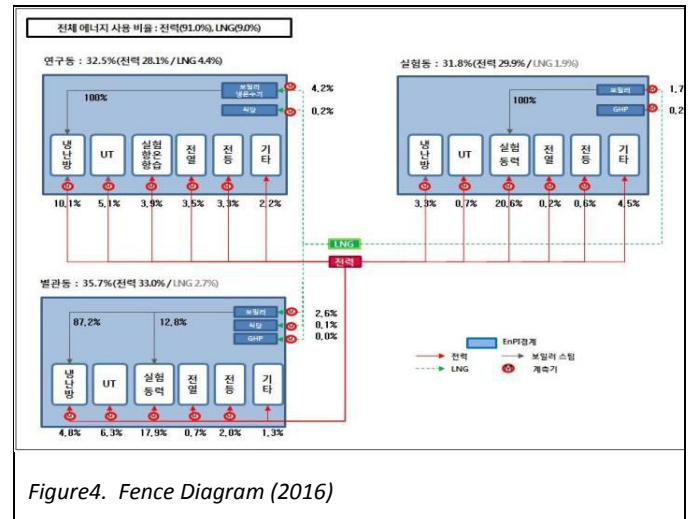 전체 에너지 사용 비율 : 전력(91.0%), LNG(9.0%)
연구동 : 32.5%(전력 28.1% / LNG 4.4%)
보일러
냉온수기
4.2%
식당
0.2%
100%
냉난방
UT
실험
항온
항습
전열
전등
기타
10.1%
5.1%
3.9%
3.5%
3.3%
2.2%
실험동 : 31.8%(전력 29.9% / LNG 1.9%)
보일러
1.7
GHP
0.2
100%
냉난방
UT
실험
동력
전열
전등
기타
3.3%
0.7%
20.6%
0.2%
0.6%
4.5%
LNG
전력
별관동 : 35.7%(전력 33.0% / LNG 2.7%)
보일러
2.6%
식당
0.1%
GHP
0.0%
87.2%
12.8%
냉난방
UT
실험
동력
전열
전등
기타
4.8%
6.3%
17.9%
0.7%
2.0%
1.3%
EnPI경계
전력
보일러 스팀
LNG
계측기
Figure4. Fence Diagram (2016)